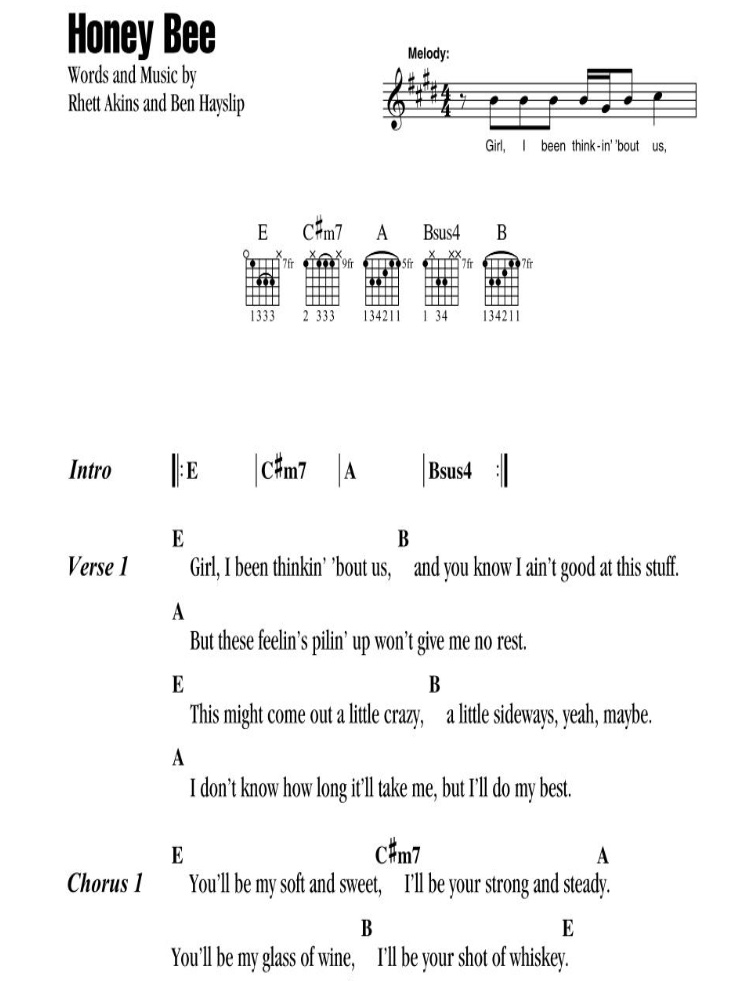 Honey Bee
Words and Music by
Rhett Akins and Ben Hayslip
Melody:
4
4
Girl, I been think-in' 'bout us,
E C♯m7 A Bsus4 B
o x x x x xx
7fr 9fr 5fr 7fr 7fr
1333 2 333 134211 1 34 134211
Intro E C♯m7 A Bsus4
E B
Verse 1 Girl, I been thinkin' 'bout us, and you know I ain't good at this stuff.
A
But these feelin's pilin' up won't give me no rest.
E B
This might come out a little crazy, a little sideways, yeah, maybe.
A
I don't know how long it'll take me, but I'll do my best.
E C♯m7 A
Chorus 1 You'll be my soft and sweet, I'll be your strong and steady.
B E
You'll be my glass of wine, I'll be your shot of whiskey.